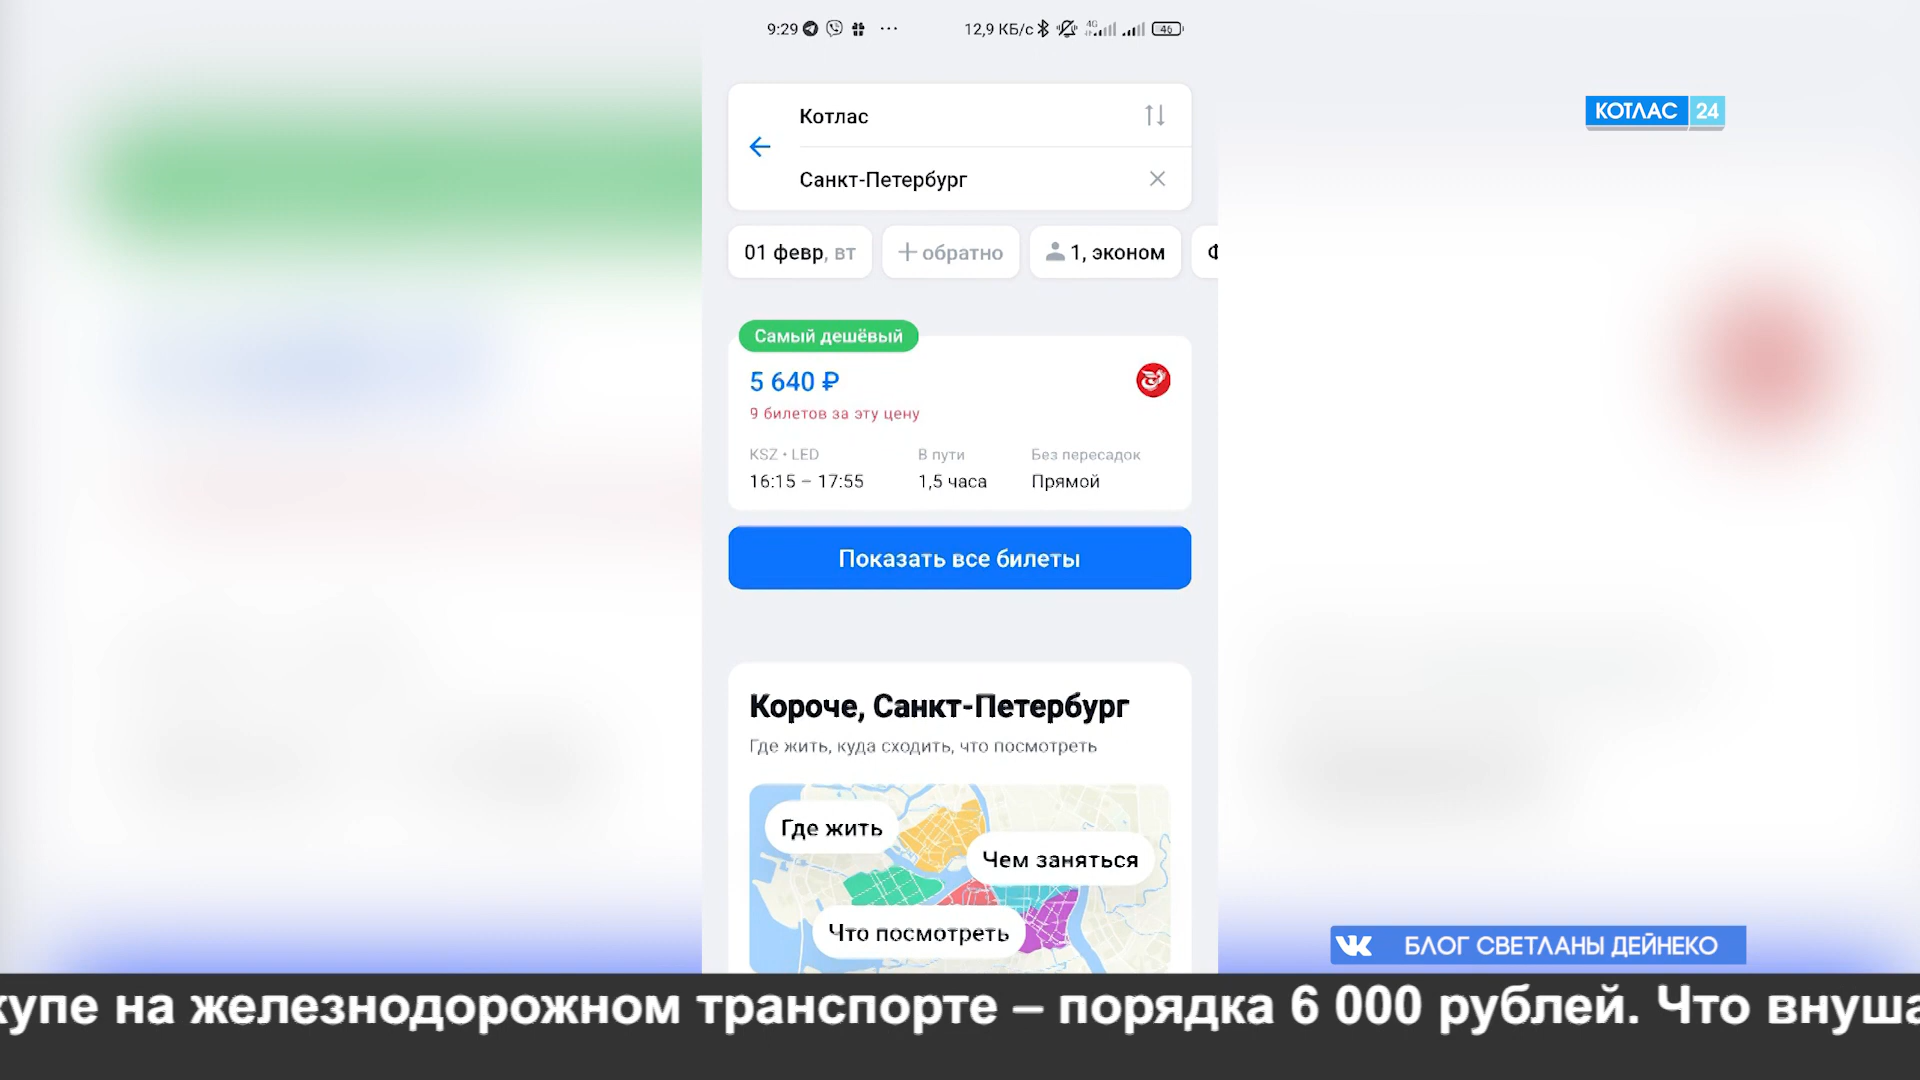 9:29 ... 12,9 КБ/с 4G 46
КОТЛАС 24
Котлас
Санкт-Петербург
01 февр, вт + обратно 1, эконом
Самый дешёвый
5 640 ₽
9 билетов за эту цену
KSZ • LED В пути Без пересадок
16:15 – 17:55 1,5 часа Прямой
Показать все билеты
Короче, Санкт-Петербург
Где жить, куда сходить, что посмотреть
Где жить
Чем заняться
Что посмотреть
БЛОГ СВЕТЛАНЫ ДЕЙНЕКО
купе на железнодорожном транспорте – порядка 6 000 рублей. Что внуша